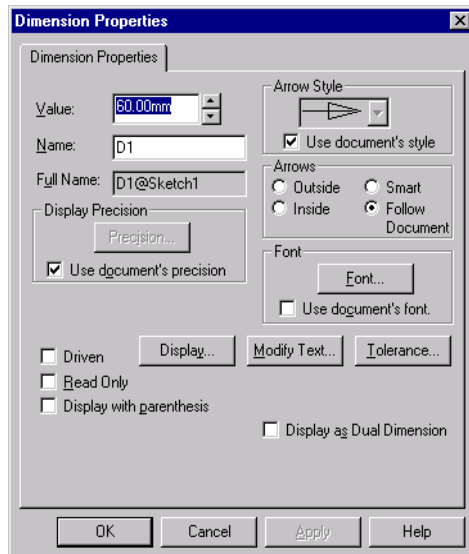 Dimension Properties
Dimension Properties
Value: 60.00mm
Name: D1
Full Name: D1@Sketch1
Display Precision
Precision...
Use document's precision
Arrow Style
Use document's style
Arrows
Outside Smart
Inside Follow
Document
Font
Font...
Use document's font.
Driven Display... Modify Text... Tolerance...
Read Only
Display with parenthesis
Display as Dual Dimension
OK Cancel Apply Help